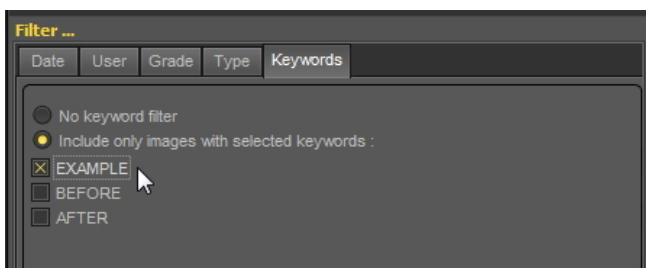 Filter ...
Date User Grade Type Keywords
No keyword filter
Include only images with selected keywords :
EXAMPLE
BEFORE
AFTER